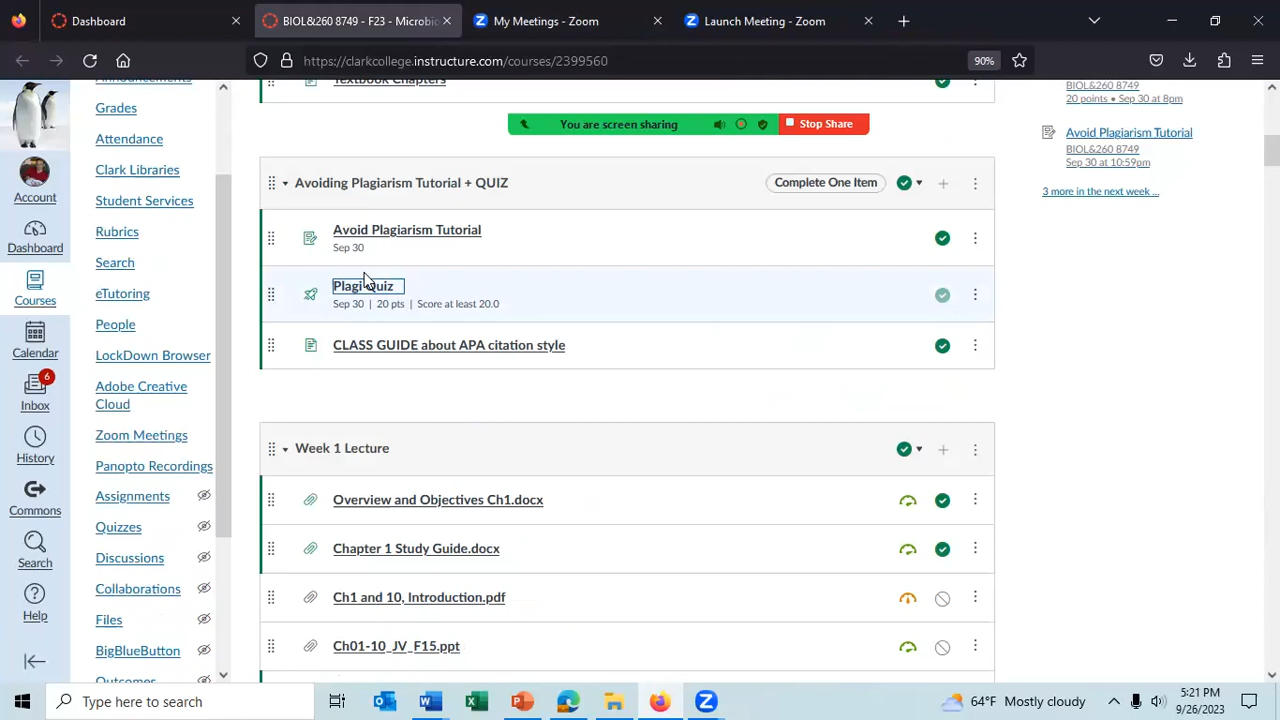 Dashboard
BIOL&260 8749 - F23 - Microbio
My Meetings - Zoom
Launch Meeting - Zoom
https://clarkcollege.instructure.com/courses/2399560
90%
Announcements
Grades
Attendance
Clark Libraries
Student Services
Rubrics
Search
eTutoring
People
LockDown Browser
Adobe Creative
Cloud
Zoom Meetings
Panopto Recordings
Assignments
Quizzes
Discussions
Collaborations
Files
BigBlueButton
Outcomes
Account
Dashboard
Courses
Calendar
6
Inbox
History
Commons
Search
Help
Textbook Chapters
You are screen sharing
Stop Share
Avoiding Plagiarism Tutorial + QUIZ
Complete One Item
Avoid Plagiarism Tutorial
Sep 30
Sep 30 | 20 pts | Score at least 20.0
CLASS GUIDE about APA citation style
Week 1 Lecture
Overview and Objectives Ch1.docx
Chapter 1 Study Guide.docx
Ch1 and 10, Introduction.pdf
Ch01-10_JV_F15.ppt
BIOL&260 8749
20 points • Sep 30 at 8pm
Avoid Plagiarism Tutorial
BIOL&260 8749
Sep 30 at 10:59pm
3 more in the next week ...
Type here to search
64°F Mostly cloudy
5:21 PM
9/26/2023